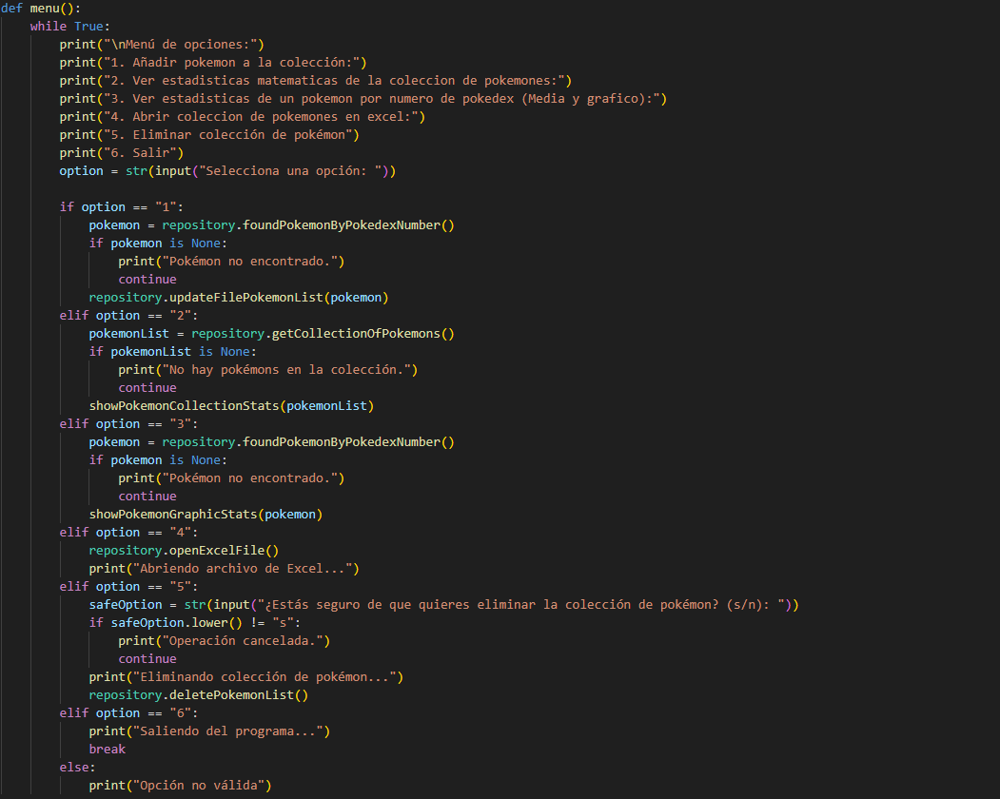 def menu():
    while True:
        print("\nMenú de opciones:")
        print("1. Añadir pokemon a la colección:")
        print("2. Ver estadisticas matematicas de la coleccion de pokemones:")
        print("3. Ver estadisticas de un pokemon por numero de pokedex (Media y grafico):")
        print("4. Abrir coleccion de pokemones en excel:")
        print("5. Eliminar colección de pokémon")
        print("6. Salir")
        option = str(input("Selecciona una opción: "))

        if option == "1":
            pokemon = repository.foundPokemonByPokedexNumber()
            if pokemon is None:
                print("Pokémon no encontrado.")
                continue
            repository.updateFilePokemonList(pokemon)
        elif option == "2":
            pokemonList = repository.getCollectionOfPokemons()
            if pokemonList is None:
                print("No hay pokémons en la colección.")
                continue
            showPokemonCollectionStats(pokemonList)
        elif option == "3":
            pokemon = repository.foundPokemonByPokedexNumber()
            if pokemon is None:
                print("Pokémon no encontrado.")
                continue
            showPokemonGraphicStats(pokemon)
        elif option == "4":
            repository.openExcelFile()
            print("Abriendo archivo de Excel...")
        elif option == "5":
            safeOption = str(input("¿Estás seguro de que quieres eliminar la colección de pokémon? (s/n): "))
            if safeOption.lower() != "s":
                print("Operación cancelada.")
                continue
            print("Eliminando colección de pokémon...")
            repository.deletePokemonList()
        elif option == "6":
            print("Saliendo del programa...")
            break
        else:
            print("Opción no válida")